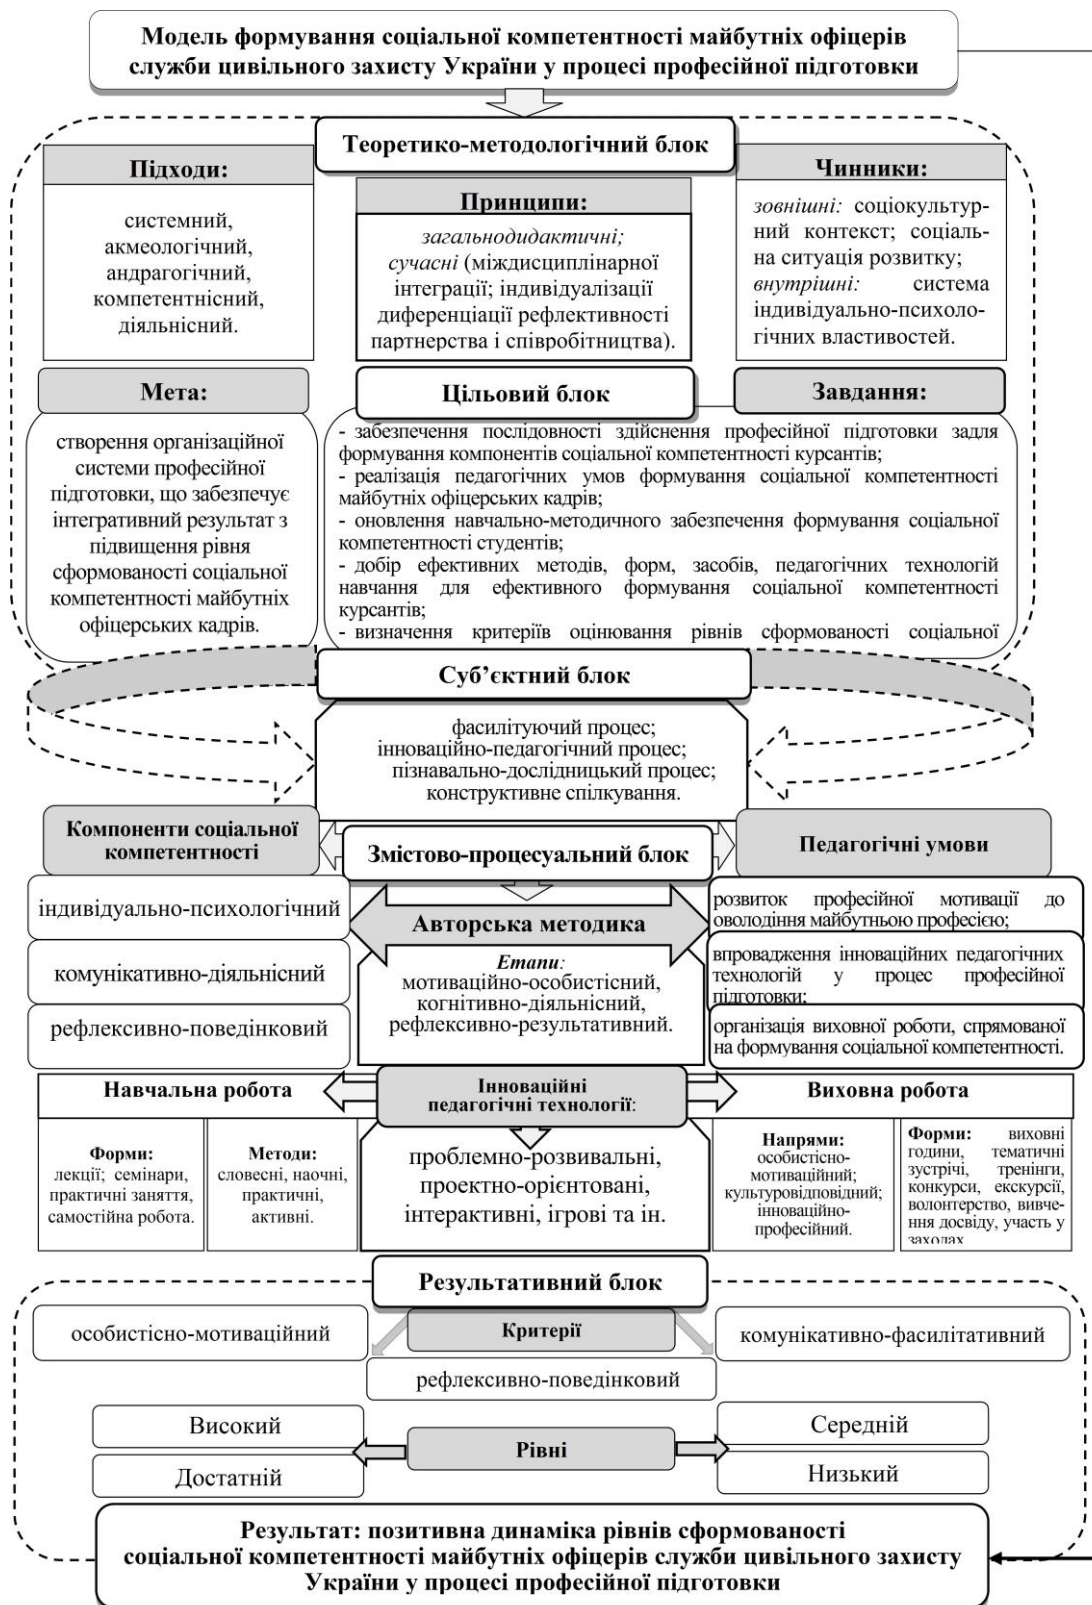 Модель формування соціальної компетентності майбутніх офіцерів
служби цивільного захисту України у процесі професійної підготовки
Теоретико-методологічний блок
Підходи:
системний,
акмеологічний,
андрагогічний,
компетентнісний,
діяльнісний.
Принципи:
загальнодидактичні;
сучасні (міждисциплінарної
інтеграції; індивідуалізації
диференціації рефлективності
партнерства і співробітництва).
Чинники:
зовнішні: соціокультур-
ний контекст; соціаль-
на ситуація розвитку;
внутрішні: система
індивідуально-психоло-
гічних властивостей.
Мета:
створення організаційної
системи професійної
підготовки, що забезпечує
інтегративний результат з
підвищення рівня
сформованості соціальної
компетентності майбутніх
офіцерських кадрів.
Цільовий блок
Завдання:
- забезпечення послідовності здійснення професійної підготовки задля
формування компонентів соціальної компетентності курсантів;
- реалізація педагогічних умов формування соціальної компетентності
майбутніх офіцерських кадрів;
- оновлення навчально-методичного забезпечення формування соціальної
компетентності студентів;
- добір ефективних методів, форм, засобів, педагогічних технологій
навчання для ефективного формування соціальної компетентності
курсантів;
- визначення критеріїв оцінювання рівнів сформованості соціальної
Суб’єктний блок
фасилітуючий процес;
інноваційно-педагогічний процес;
пізнавально-дослідницький процес;
конструктивне спілкування.
Компоненти соціальної
компетентності
Змістово-процесуальний блок
Педагогічні умови
індивідуально-психологічний
комунікативно-діяльнісний
рефлексивно-поведінковий
Авторська методика
Етапи:
мотиваційно-особистісний,
когнітивно-діяльнісний,
рефлексивно-результативний.
розвиток професійної мотивації до
оволодіння майбутньою професією;
впровадження інноваційних педагогічних
технологій у процес професійної
підготовки;
організація виховної роботи, спрямованої
на формування соціальної компетентності.
Навчальна робота
Інноваційні
педагогічні технології:
Виховна робота
Форми:
лекції; семінари,
практичні заняття,
самостійна робота.
Методи:
словесні, наочні,
практичні,
активні.
проблемно-розвивальні,
проектно-орієнтовані,
інтерактивні, ігрові та ін.
Напрями:
особистісно-
мотиваційний;
культуровідповідний;
інноваційно-
професійний.
Форми: виховні
години, тематичні
зустрічі, тренінги,
конкурси, екскурсії,
волонтерство, вивче-
ння досвіду, участь у
заходах
Результативний блок
особистісно-мотиваційний
Критерії
комунікативно-фасилітативний
рефлексивно-поведінковий
Високий
Достатній
Рівні
Середній
Низький
Результат: позитивна динаміка рівнів сформованості
соціальної компетентності майбутніх офіцерів служби цивільного захисту
України у процесі професійної підготовки